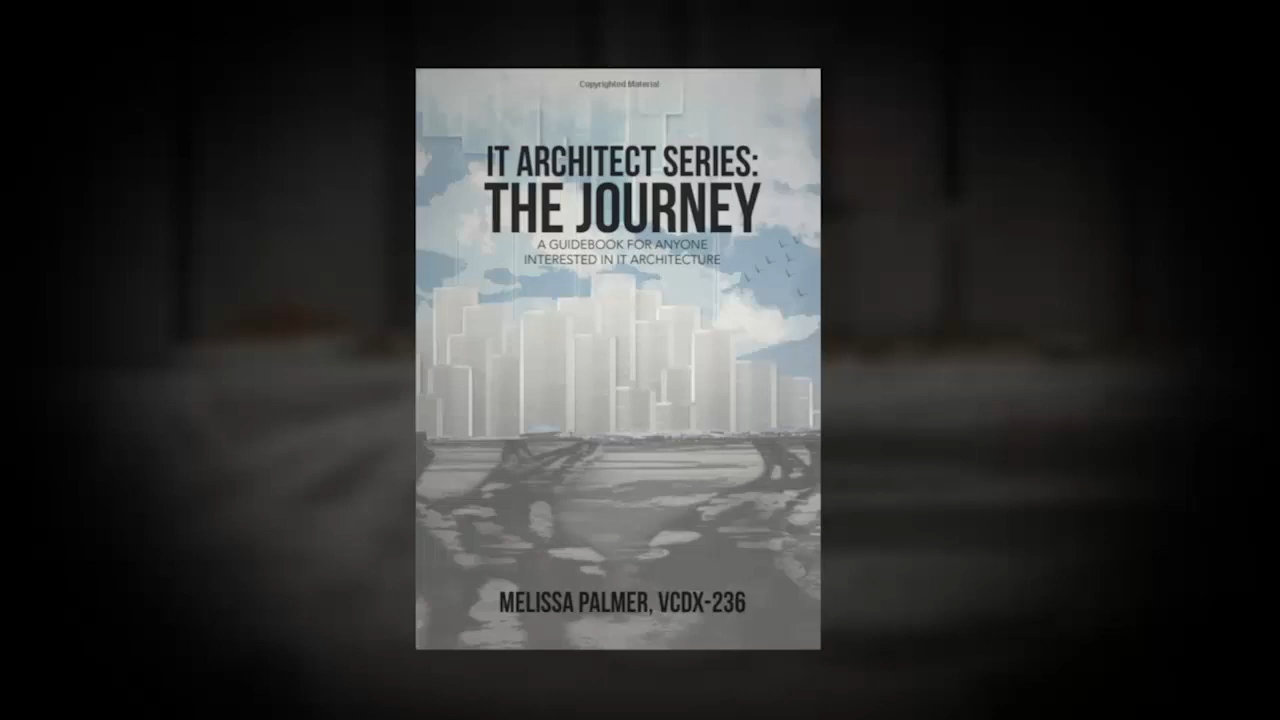 Copyrighted Material
IT ARCHITECT SERIES:
THE JOURNEY
A GUIDEBOOK FOR ANYONE
INTERESTED IN IT ARCHITECTURE
MELISSA PALMER, VCDX-236